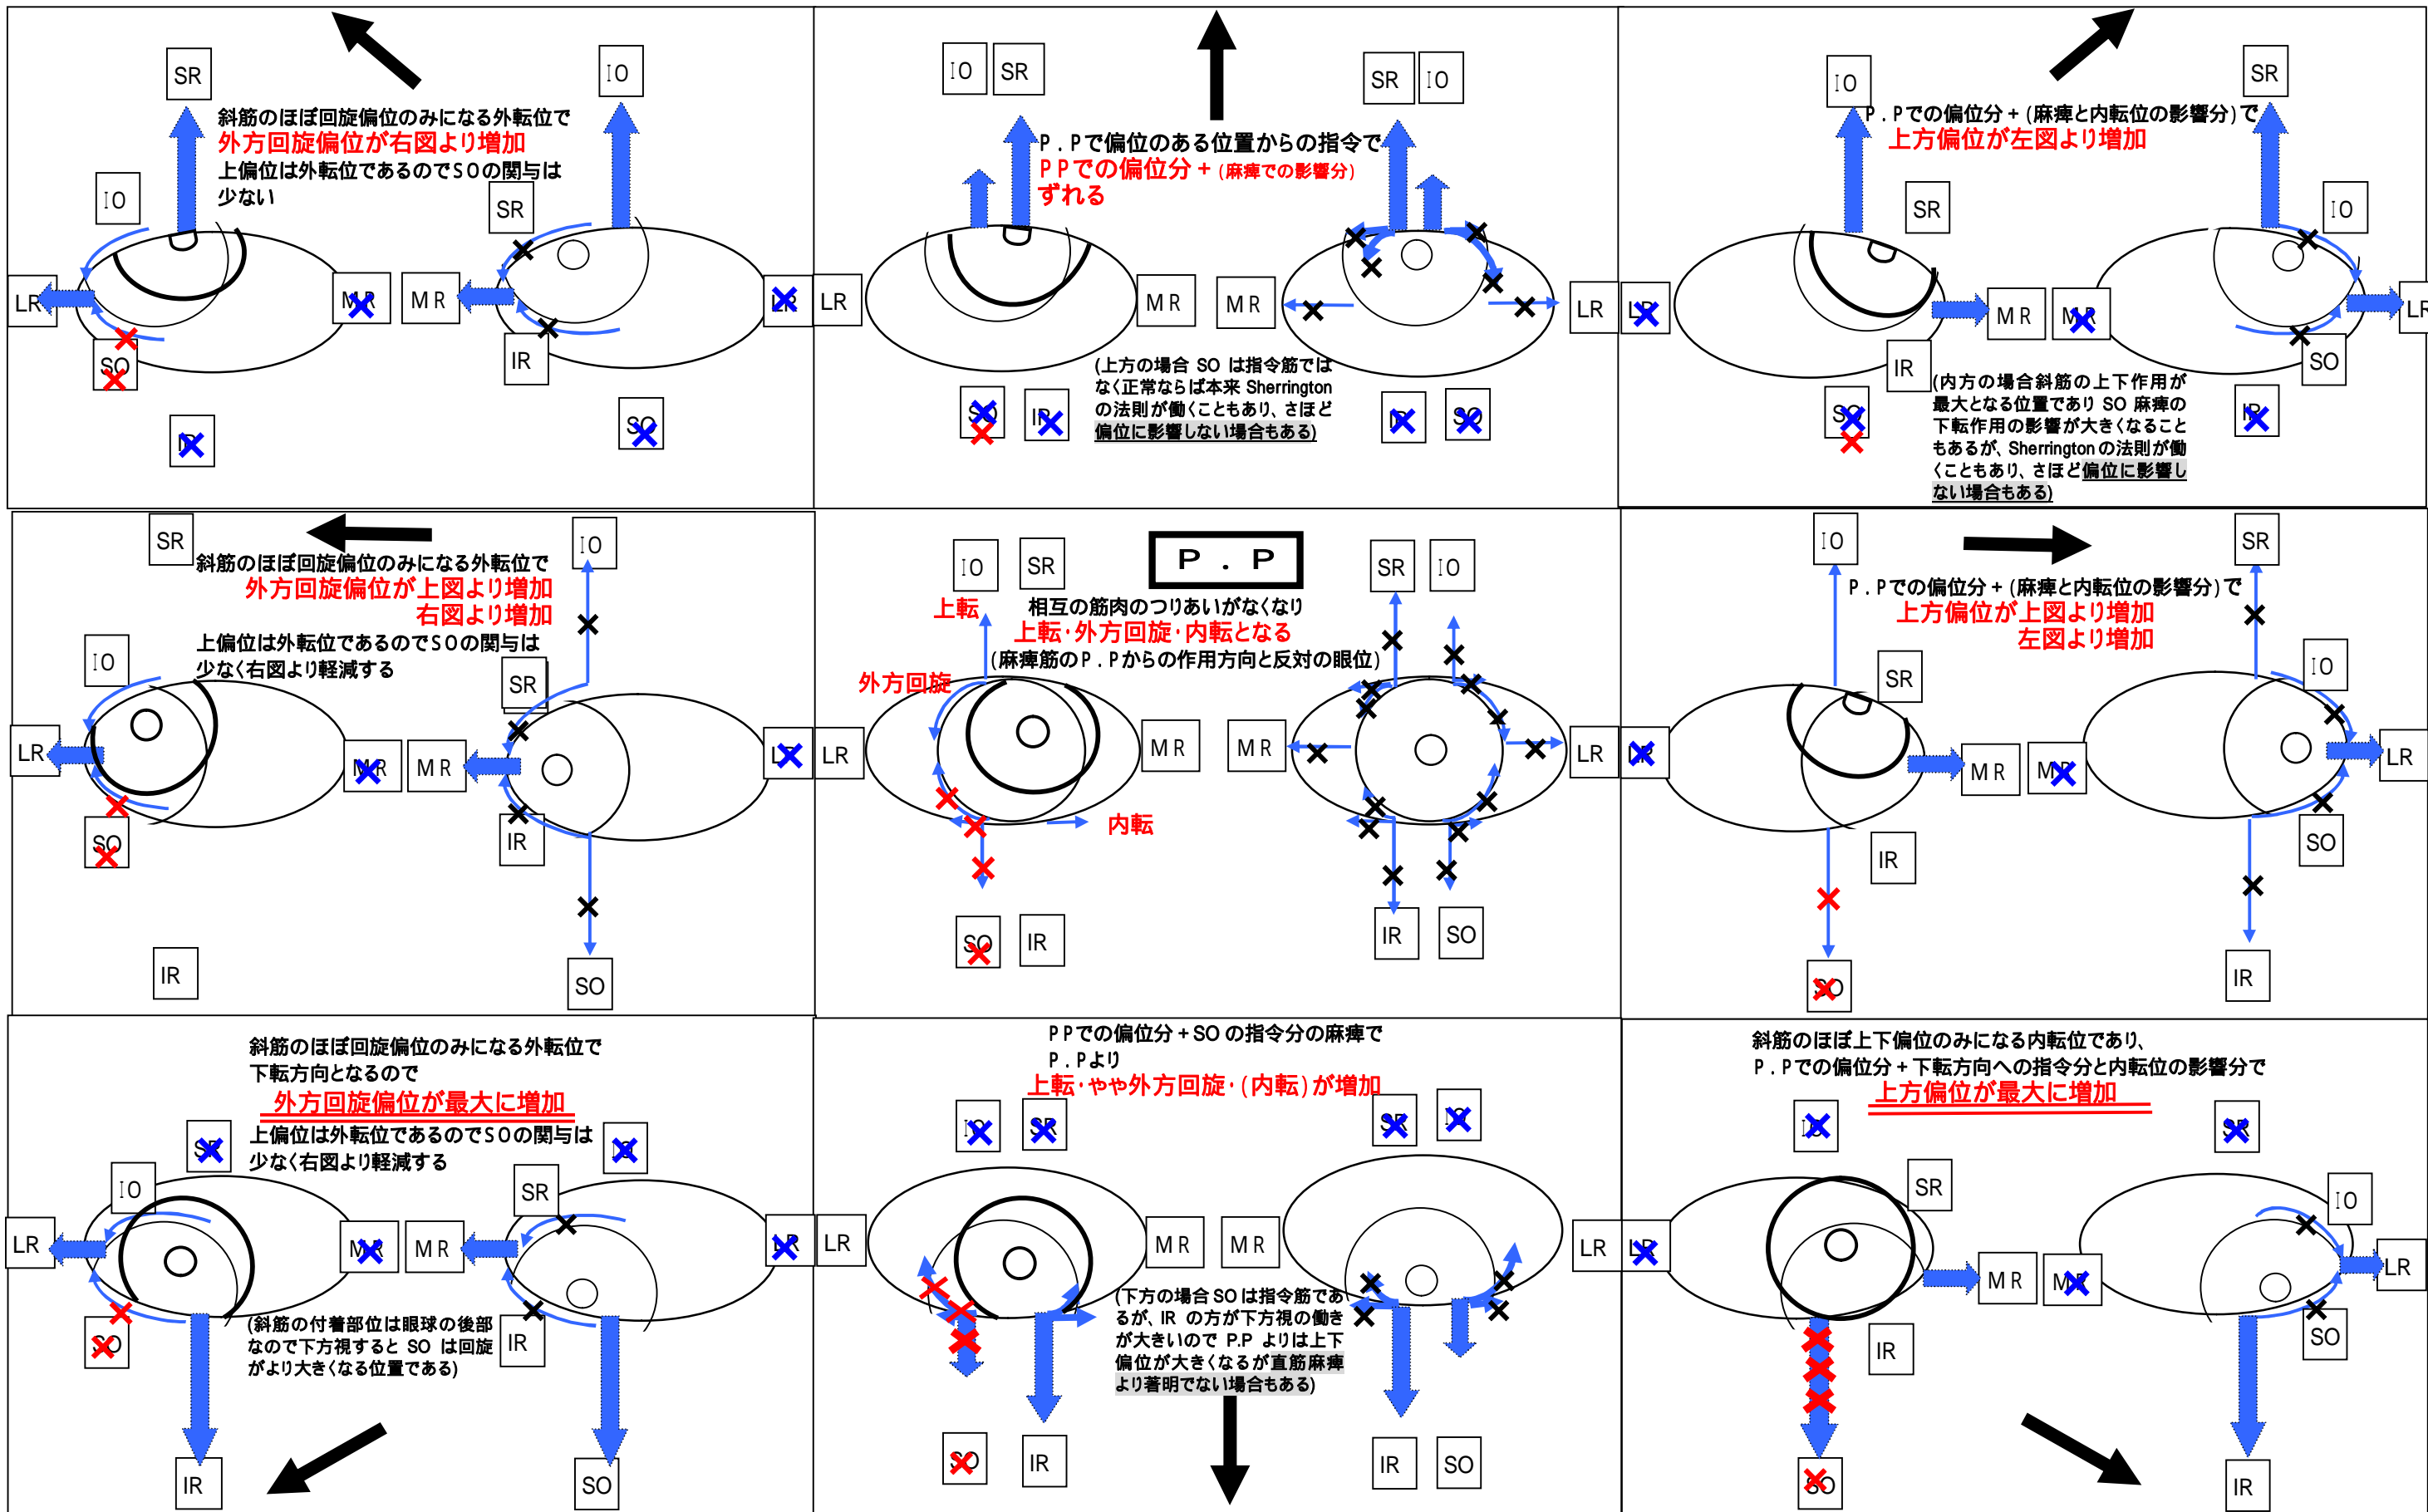 SR
IO
斜筋のほぼ回旋偏位のみになる外転位で
外方回旋偏位が右図より増加
上偏位は外転位であるのでSOの関与は
少ない
IO
SR
LR
MR
MR
LR
SO
IR
IR
SO
IO SR
SR IO
P.Pで偏位のある位置からの指令で
PPでの偏位分+(麻痺での影響分)
ずれる
LR
MR
MR
LR
(上方の場合 SO は指令筋では
なく正常ならば本来 Sherrington
の法則が働くこともあり、さほど
偏位に影響しない場合もある)
SO IR
IR SO
IO
SR
P.Pでの偏位分+(麻痺と内転位の影響分)で
上方偏位が左図より増加
SR
IO
LR
MR
MR
LR
IR
SO
(内方の場合斜筋の上下作用が
最大となる位置であり SO 麻痺の
下転作用の影響が大きくなること
もあるが、Sherringtonの法則が働
くこともあり、さほど偏位に影響し
ない場合もある)
SO
IR
SR
IO
斜筋のほぼ回旋偏位のみになる外転位で
外方回旋偏位が上図より増加
右図より増加
上偏位は外転位であるのでSOの関与は
少なく右図より軽減する
IO
SR
LR
MR
MR
LR
SO
IR
IR
SO
P.P
IO SR
SR IO
上転
相互の筋肉のつりあいがなくなり
上転・外方回旋・内転となる
(麻痺筋のP.Pからの作用方向と反対の眼位)
外方回旋
LR
MR
MR
LR
内転
SO IR
IR SO
IO
SR
P.Pでの偏位分+(麻痺と内転位の影響分)で
上方偏位が上図より増加
左図より増加
SR
IO
LR
MR
MR
LR
IR
SO
SO
IR
斜筋のほぼ回旋偏位のみになる外転位で
下転方向となるので
外方回旋偏位が最大に増加
上偏位は外転位であるのでSOの関与は
少なく右図より軽減する
SR
IO
IO
SR
LR
MR
MR
LR
SO
IR
(斜筋の付着部位は眼球の後部
なので下方視すると SO は回旋
がより大きくなる位置である)
IR
SO
PPでの偏位分+SOの指令分の麻痺で
P.Pより
上転・やや外方回旋・(内転)が増加
IO SR
SR IO
LR
MR
MR
LR
(下方の場合 SO は指令筋であ
るが、IR の方が下方視の働き
が大きいので P.P よりは上下
偏位が大きくなるが直筋麻痺
より著明でない場合もある)
SO IR
IR SO
斜筋のほぼ上下偏位のみになる内転位であり、
P.Pでの偏位分+下転方向への指令分と内転位の影響分で
上方偏位が最大に増加
IO
SR
SR
IO
LR
MR
MR
LR
IR
SO
SO
IR